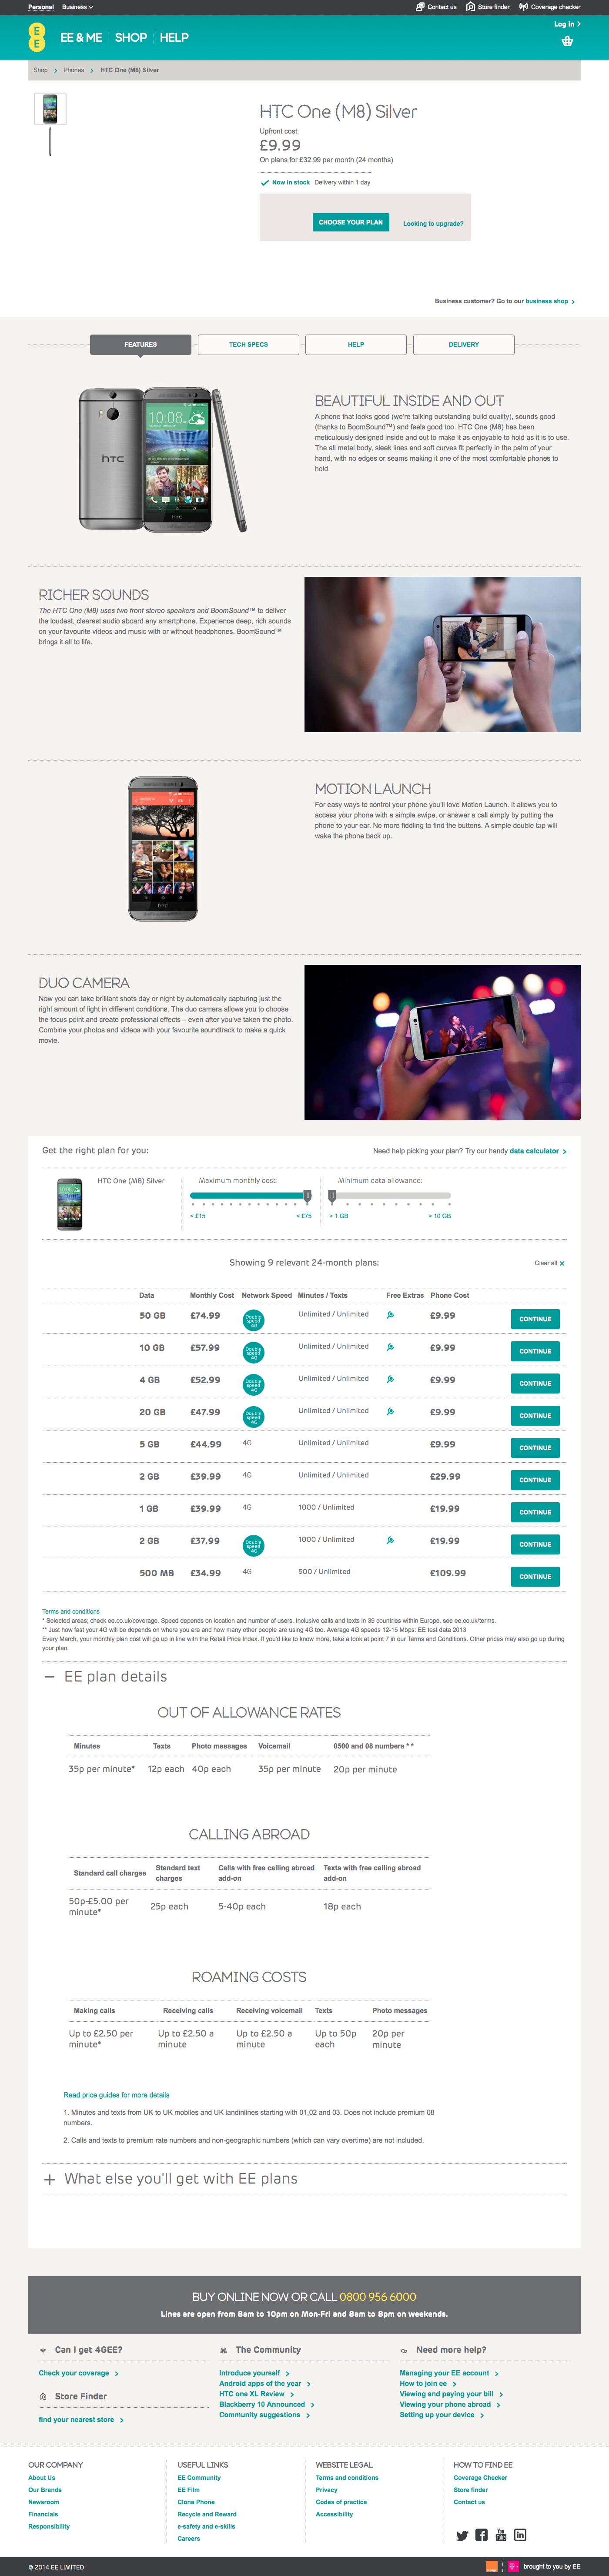 Personal Business Contact us Store finder Coverage checker
Log in
EE
EE & ME SHOP HELP
Shop Phones HTC One (M8) Silver
HTC One (M8) Silver
Upfront cost:
£9.99
On plans for £32.99 per month (24 months)
Now in stock Delivery within 1 day
CHOOSE YOUR PLAN Looking to upgrade?
Business customer? Go to our business shop
FEATURES TECH SPECS HELP DELIVERY
BEAUTIFUL INSIDE AND OUT
A phone that looks good (we're talking outstanding build quality), sounds good
(thanks to BoomSound™) and feels good too. HTC One (M8) has been
meticulously designed inside and out to make it as enjoyable to hold as it is to use.
The all metal body, sleek lines and soft curves fit perfectly in the palm of your
hand, with no edges or seams making it one of the most comfortable phones to
hold.
10:08
hTC
RICHER SOUNDS
The HTC One (M8) uses two front stereo speakers and BoomSound™ to deliver
the loudest, clearest audio aboard any smartphone. Experience deep, rich sounds
on your favourite videos and music with or without headphones. BoomSound™
brings it all to life.
MOTION LAUNCH
For easy ways to control your phone you'll love Motion Launch. It allows you to
access your phone with a simple swipe, or answer a call simply by putting the
phone to your ear. No more fiddling to find the buttons. A simple double tap will
wake the phone back up.
DUO CAMERA
Now you can take brilliant shots day or night by automatically capturing just the
right amount of light in different conditions. The duo camera allows you to choose
the focus point and create professional effects – even after you've taken the photo.
Combine your photos and videos with your favourite soundtrack to make a quick
movie.
Get the right plan for you: Need help picking your plan? Try our handy data calculator
HTC One (M8) Silver Maximum monthly cost: Minimum data allowance:
< £15 < £75 > 1 GB > 10 GB
Showing 9 relevant 24-month plans: Clear all
Data Monthly Cost Network Speed Minutes / Texts Free Extras Phone Cost
50 GB £74.99 Double speed 4G Unlimited / Unlimited £9.99 CONTINUE
10 GB £57.99 Double speed 4G Unlimited / Unlimited £9.99 CONTINUE
4 GB £52.99 Double speed 4G Unlimited / Unlimited £9.99 CONTINUE
20 GB £47.99 Double speed 4G Unlimited / Unlimited £9.99 CONTINUE
5 GB £44.99 4G Unlimited / Unlimited £9.99 CONTINUE
2 GB £39.99 4G Unlimited / Unlimited £29.99 CONTINUE
1 GB £39.99 4G 1000 / Unlimited £19.99 CONTINUE
2 GB £37.99 Double speed 4G 1000 / Unlimited £19.99 CONTINUE
500 MB £34.99 4G 500 / Unlimited £109.99 CONTINUE
Terms and conditions
* Selected areas; check ee.co.uk/coverage. Speed depends on location and number of users. Inclusive calls and texts in 39 countries within Europe. see ee.co.uk/terms.
** Just how fast your 4G will be depends on where you are and how many other people are using 4G too. Average 4G speeds 12-15 Mbps: EE test data 2013
Every March, your monthly plan cost will go up in line with the Retail Price Index. If you'd like to know more, take a look at point 7 in our Terms and Conditions. Other prices may also go up during
your plan.
EE plan details
OUT OF ALLOWANCE RATES
Minutes Texts Photo messages Voicemail 0500 and 08 numbers * *
35p per minute* 12p each 40p each 35p per minute 20p per minute
CALLING ABROAD
Standard call charges Standard text charges Calls with free calling abroad add-on Texts with free calling abroad add-on
50p-£5.00 per minute* 25p each 5-40p each 18p each
ROAMING COSTS
Making calls Receiving calls Receiving voicemail Texts Photo messages
Up to £2.50 per minute* Up to £2.50 a minute Up to £2.50 a minute Up to 50p each 20p per minute
Read price guides for more details
1. Minutes and texts from UK to UK mobiles and UK landinlines starting with 01,02 and 03. Does not include premium 08
numbers.
2. Calls and texts to premium rate numbers and non-geographic numbers (which can vary overtime) are not included.
What else you'll get with EE plans
BUY ONLINE NOW OR CALL 0800 956 6000
Lines are open from 8am to 10pm on Mon-Fri and 8am to 8pm on weekends.
Can I get 4GEE?
Check your coverage
Store Finder
find your nearest store
The Community
Introduce yourself
Android apps of the year
HTC one XL Review
Blackberry 10 Announced
Community suggestions
Need more help?
Managing your EE account
How to join ee
Viewing and paying your bill
Viewing your phone abroad
Setting up your device
OUR COMPANY
About Us
Our Brands
Newsroom
Financials
Responsibility
USEFUL LINKS
EE Community
EE Film
Clone Phone
Recycle and Reward
e-safety and e-skills
Careers
WEBSITE LEGAL
Terms and conditions
Privacy
Codes of practice
Accessibility
HOW TO FIND EE
Coverage Checker
Store finder
Contact us
© 2014 EE LIMITED brought to you by EE